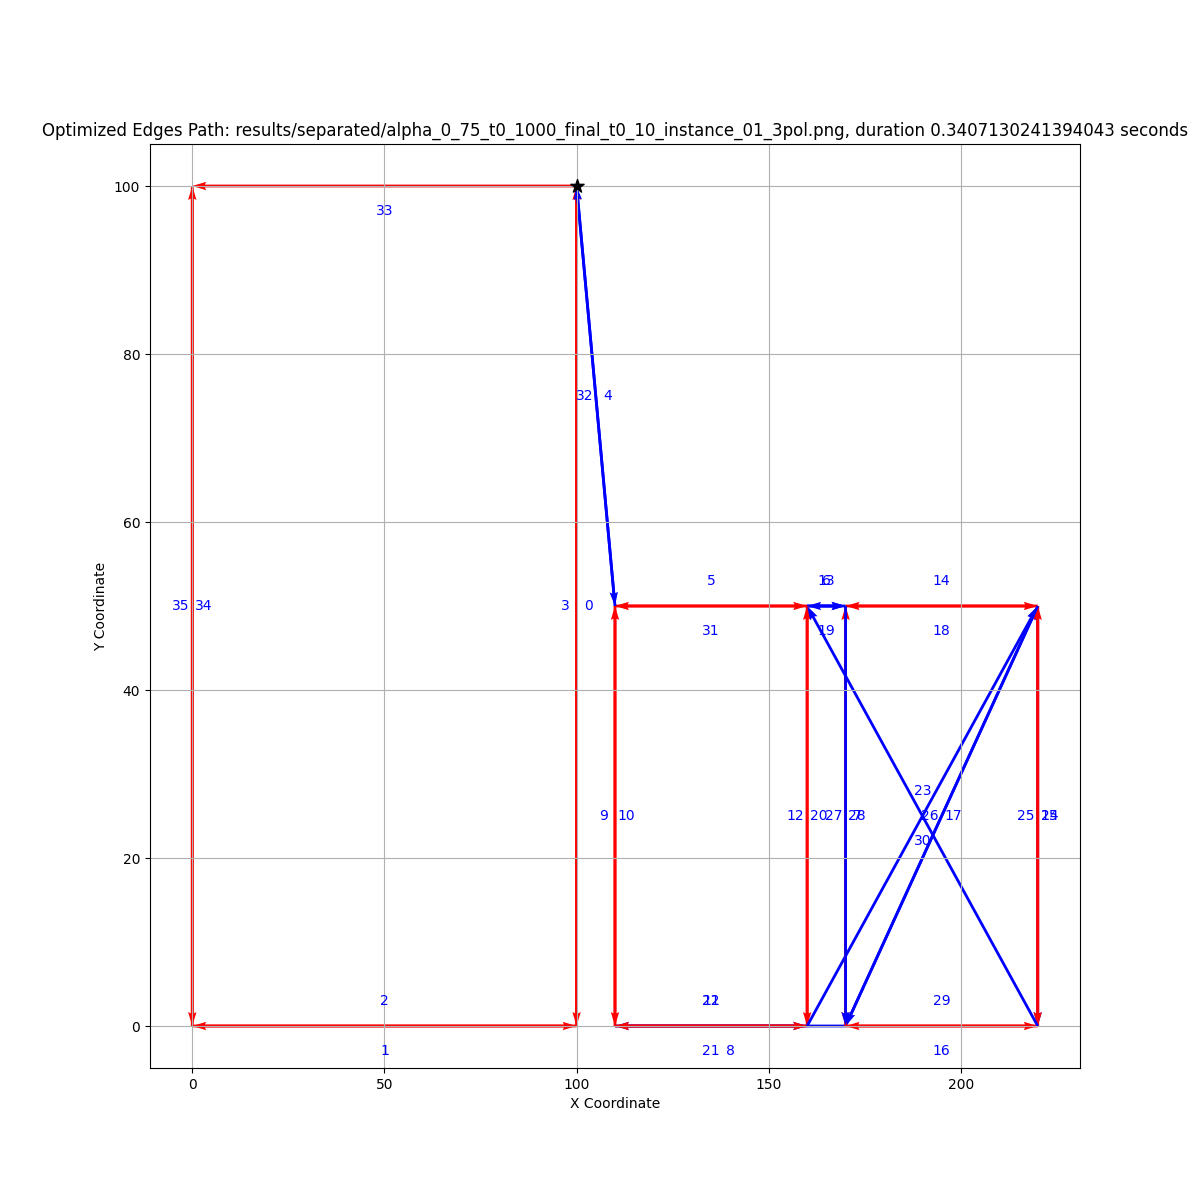 Optimized Edges Path: results/separated/alpha_0_75_t0_1000_final_t0_10_instance_01_3pol.png, duration 0.3407130241394043 seconds
100
33
80
32 4
60
5 6 14
35 34 3 0
31 19 18
Y Coordinate
40
23
9 10 12 20 27 28 26 17 25
30
20
2 29
0
1 21 8 16
0 50 100 150 200
X Coordinate